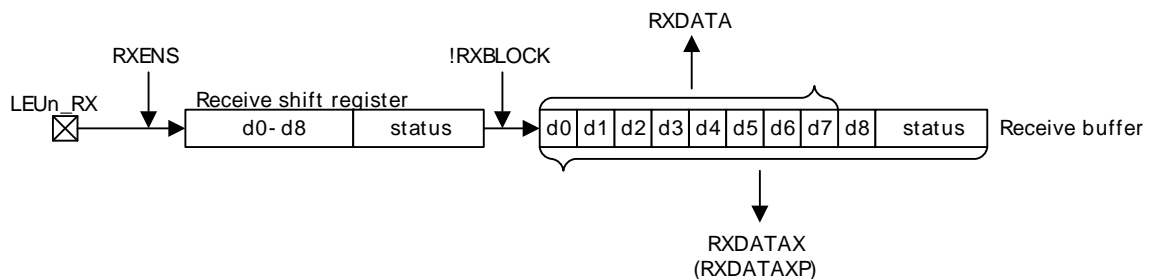 RXDATA
RXENS
!RXBLOCK
LEUn_RX
Receive shift register
d0- d8 status
d0 d1 d2 d3 d4 d5 d6 d7 d8 status Receive buffer
RXDATAX
(RXDATAXP)